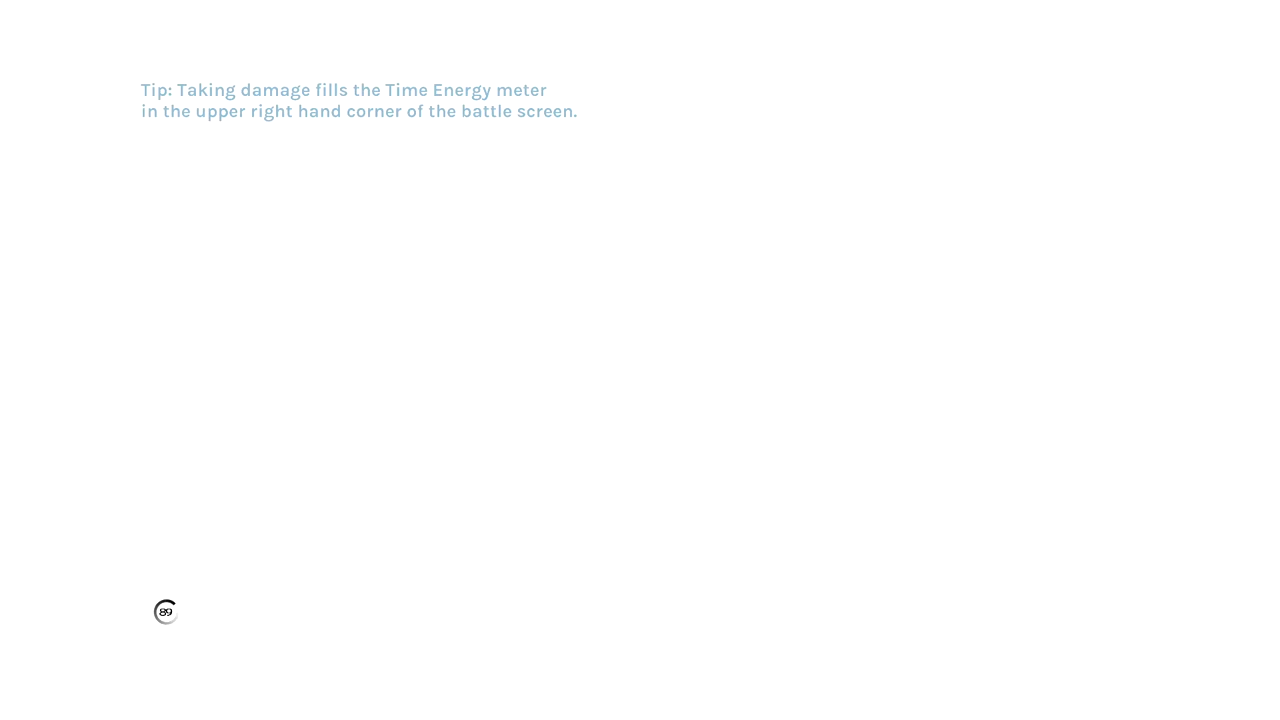 Tip: Taking damage fills the Time Energy meter
in the upper right hand corner of the battle screen.
89